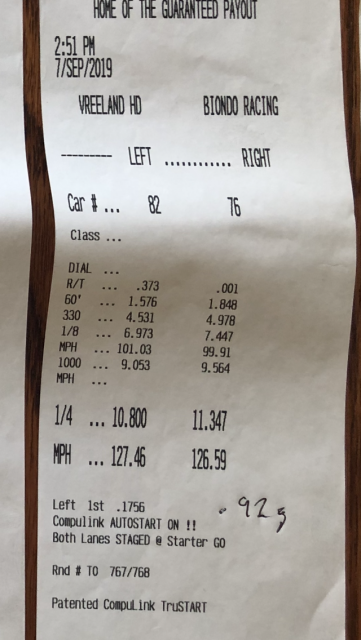 HOME OF THE GUARANTEED PAYOUT
2:51 PM
7/SEP/2019
VREELAND HD BIONDO RACING
--------- LEFT ............ RIGHT
Car # ... 82 76
Class ...
DIAL ...
R/T ... .373 .001
60' ... 1.576 1.848
330 ... 4.531 4.978
1/8 ... 6.973 7.447
MPH ... 101.03 99.91
1000 ... 9.053 9.564
MPH ...
1/4 ... 10.800 11.347
MPH ... 127.46 126.59
Left 1st .1756
.92
Compulink AUTOSTART ON !!
Both Lanes STAGED @ Starter GO
Rnd # TO 767/768
Patented CompuLink TruSTART